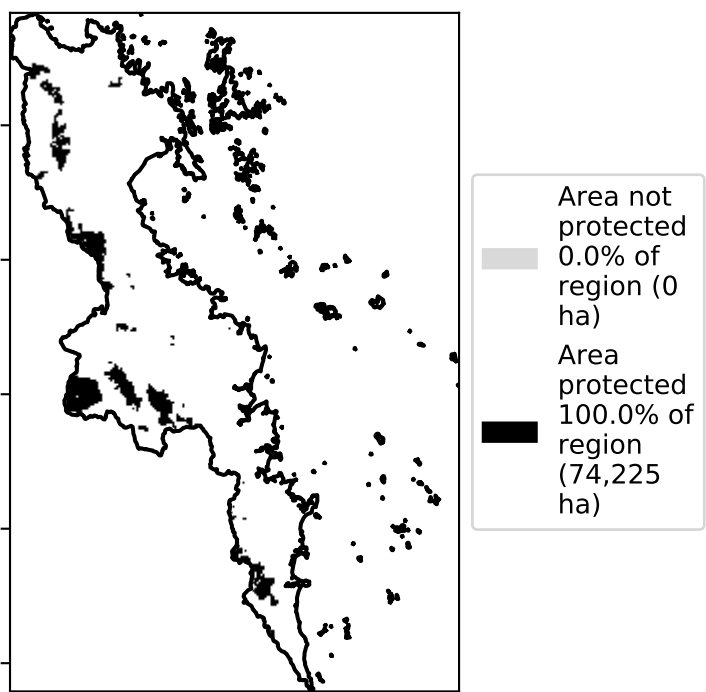 Area not
protected
0.0% of
region (0
ha)
Area
protected
100.0% of
region
(74,225
ha)